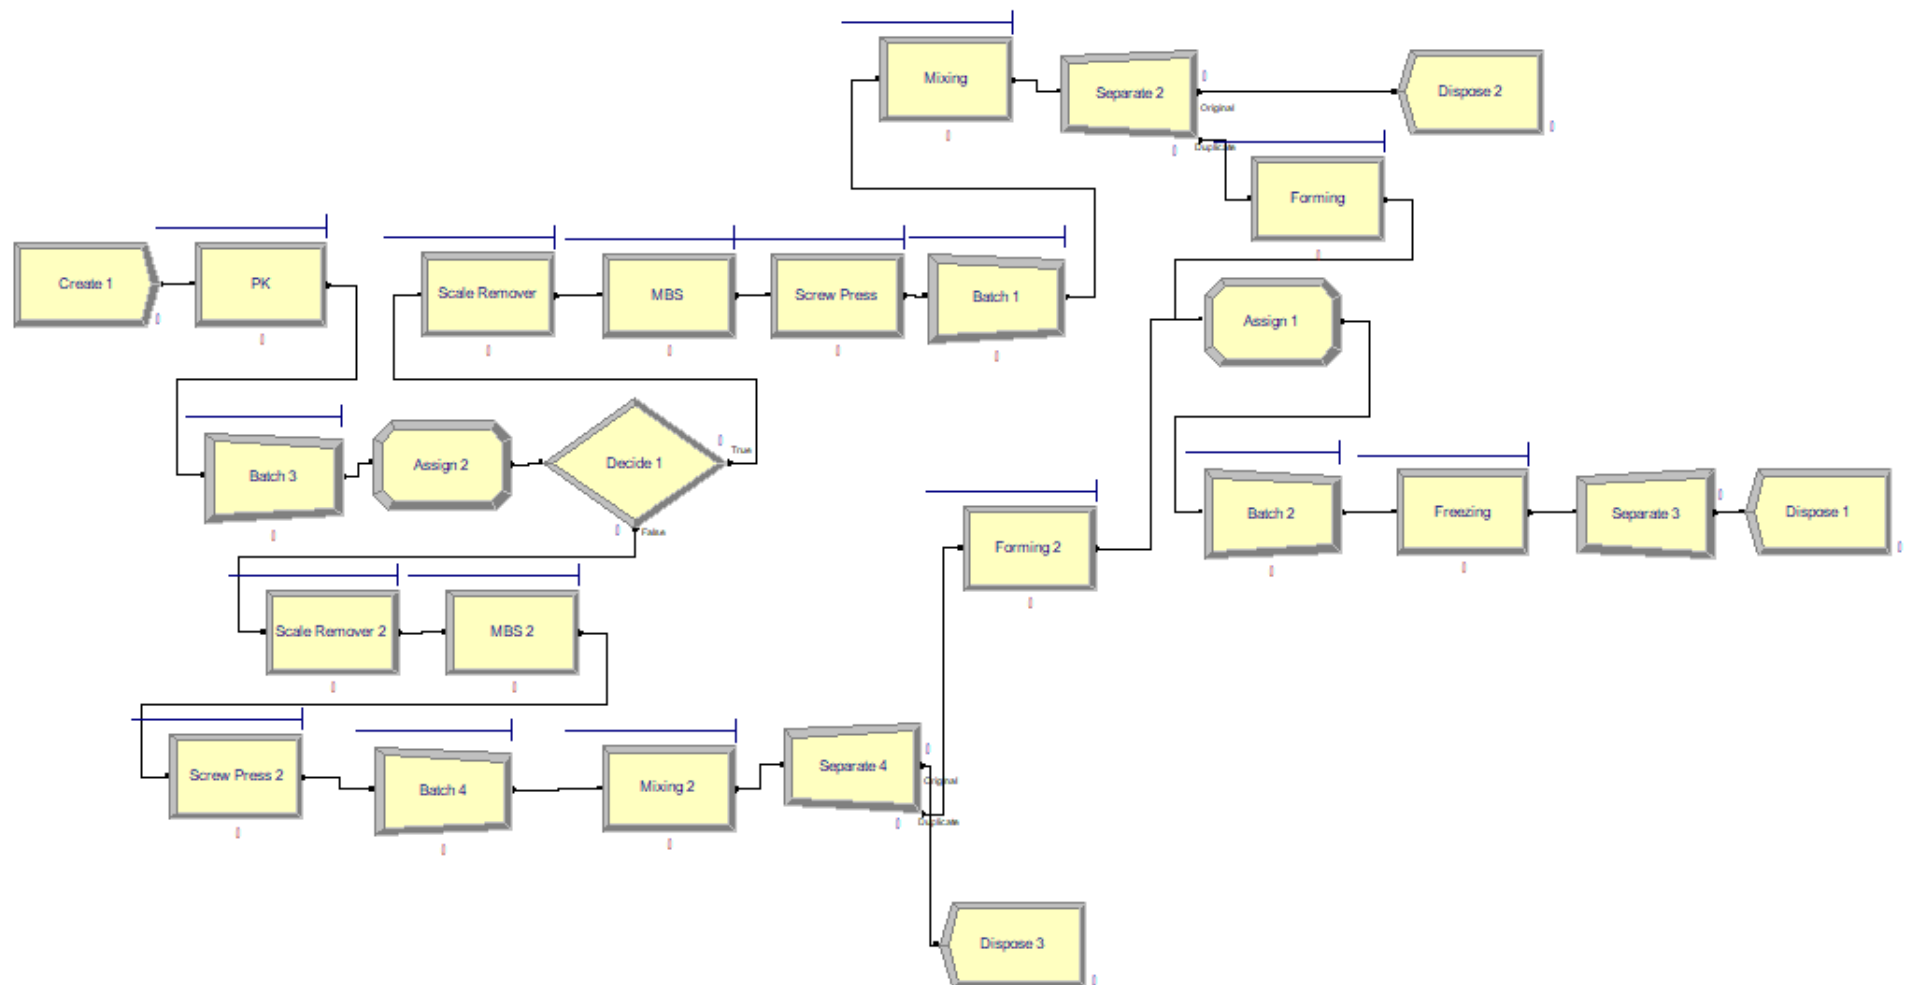 Mixing
Separate 2
Original
Duplicate
Dispose 2
Forming
Create 1
PK
Scale Remover
MBS
Screw Press
Batch 1
Assign 1
Batch 3
Assign 2
Decide 1
True
False
Batch 2
Freezing
Separate 3
Dispose 1
Forming 2
Scale Remover 2
MBS 2
Screw Press 2
Batch 4
Mixing 2
Separate 4
Original
Duplicate
Dispose 3